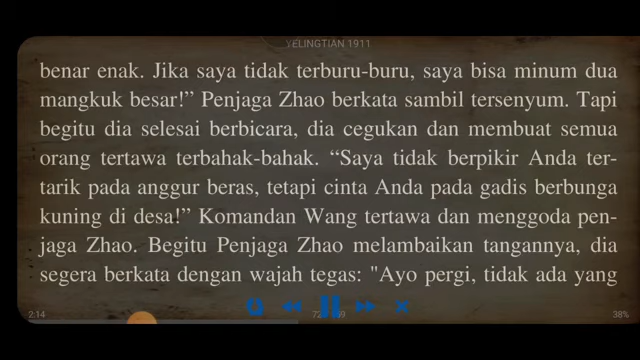 YELINGTIAN 1911
benar enak. Jika saya tidak terburu-buru, saya bisa minum dua
mangkuk besar!” Penjaga Zhao berkata sambil tersenyum. Tapi
begitu dia selesai berbicara, dia cegukan dan membuat semua
orang tertawa terbahak-bahak. “Saya tidak berpikir Anda ter-
tarik pada anggur beras, tetapi cinta Anda pada gadis berbunga
kuning di desa!” Komandan Wang tertawa dan menggoda pen-
jaga Zhao. Begitu Penjaga Zhao melambaikan tangannya, dia
segera berkata dengan wajah tegas: "Ayo pergi, tidak ada yang
2:14
38%